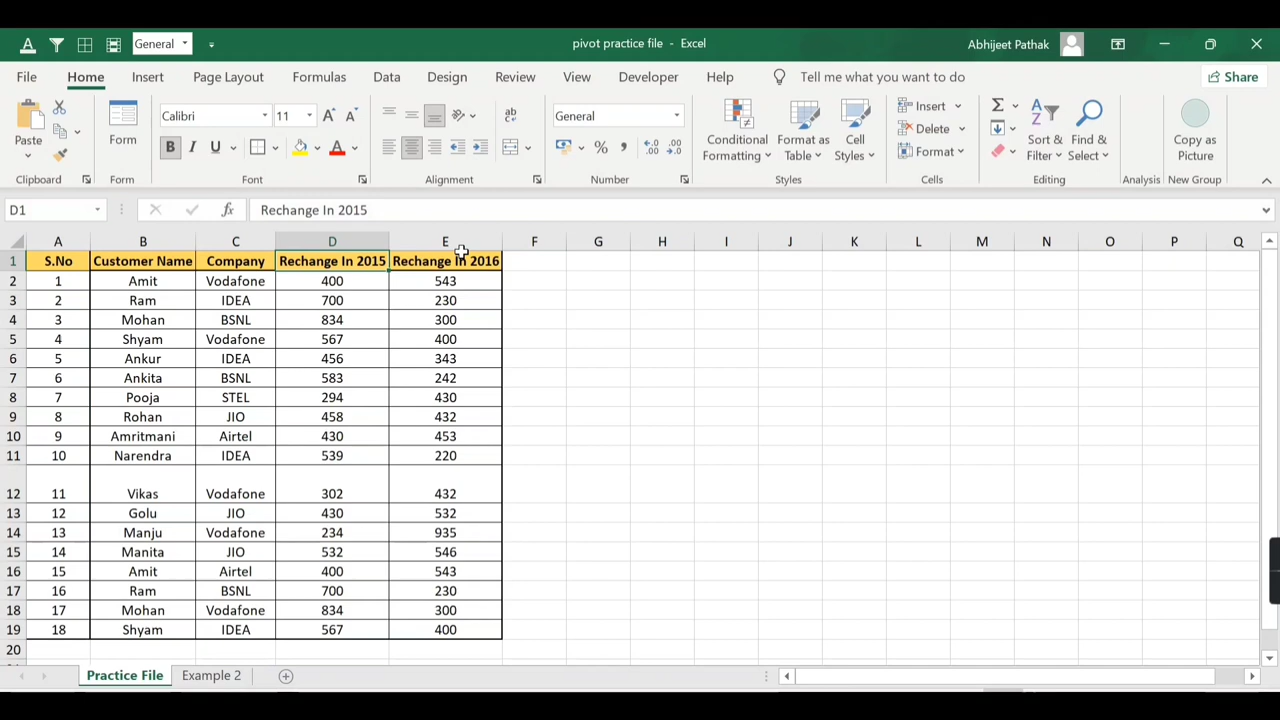 General
pivot practice file - Excel
Abhijeet Pathak
File Home Insert Page Layout Formulas Data Design Review View Developer Help Tell me what you want to do Share
Paste
Form
Calibri 11
B I U
ab
General
Conditional Formatting
Format as Table
Cell Styles
Insert
Delete
Format
Sort & Filter
Find & Select
Copy as Picture
Clipboard Form Font Alignment Number Styles Cells Editing Analysis New Group
D1 fx Rechange In 2015
A B C D E F G H I J K L M N O P Q
1 S.No Customer Name Company Rechange In 2015 Rechange In 2016
2 1 Amit Vodafone 400 543
3 2 Ram IDEA 700 230
4 3 Mohan BSNL 834 300
5 4 Shyam Vodafone 567 400
6 5 Ankur IDEA 456 343
7 6 Ankita BSNL 583 242
8 7 Pooja STEL 294 430
9 8 Rohan JIO 458 432
10 9 Amritmani Airtel 430 453
11 10 Narendra IDEA 539 220
12 11 Vikas Vodafone 302 432
13 12 Golu JIO 430 532
14 13 Manju Vodafone 234 935
15 14 Manita JIO 532 546
16 15 Amit Airtel 400 543
17 16 Ram BSNL 700 230
18 17 Mohan Vodafone 834 300
19 18 Shyam IDEA 567 400
20
Practice File Example 2